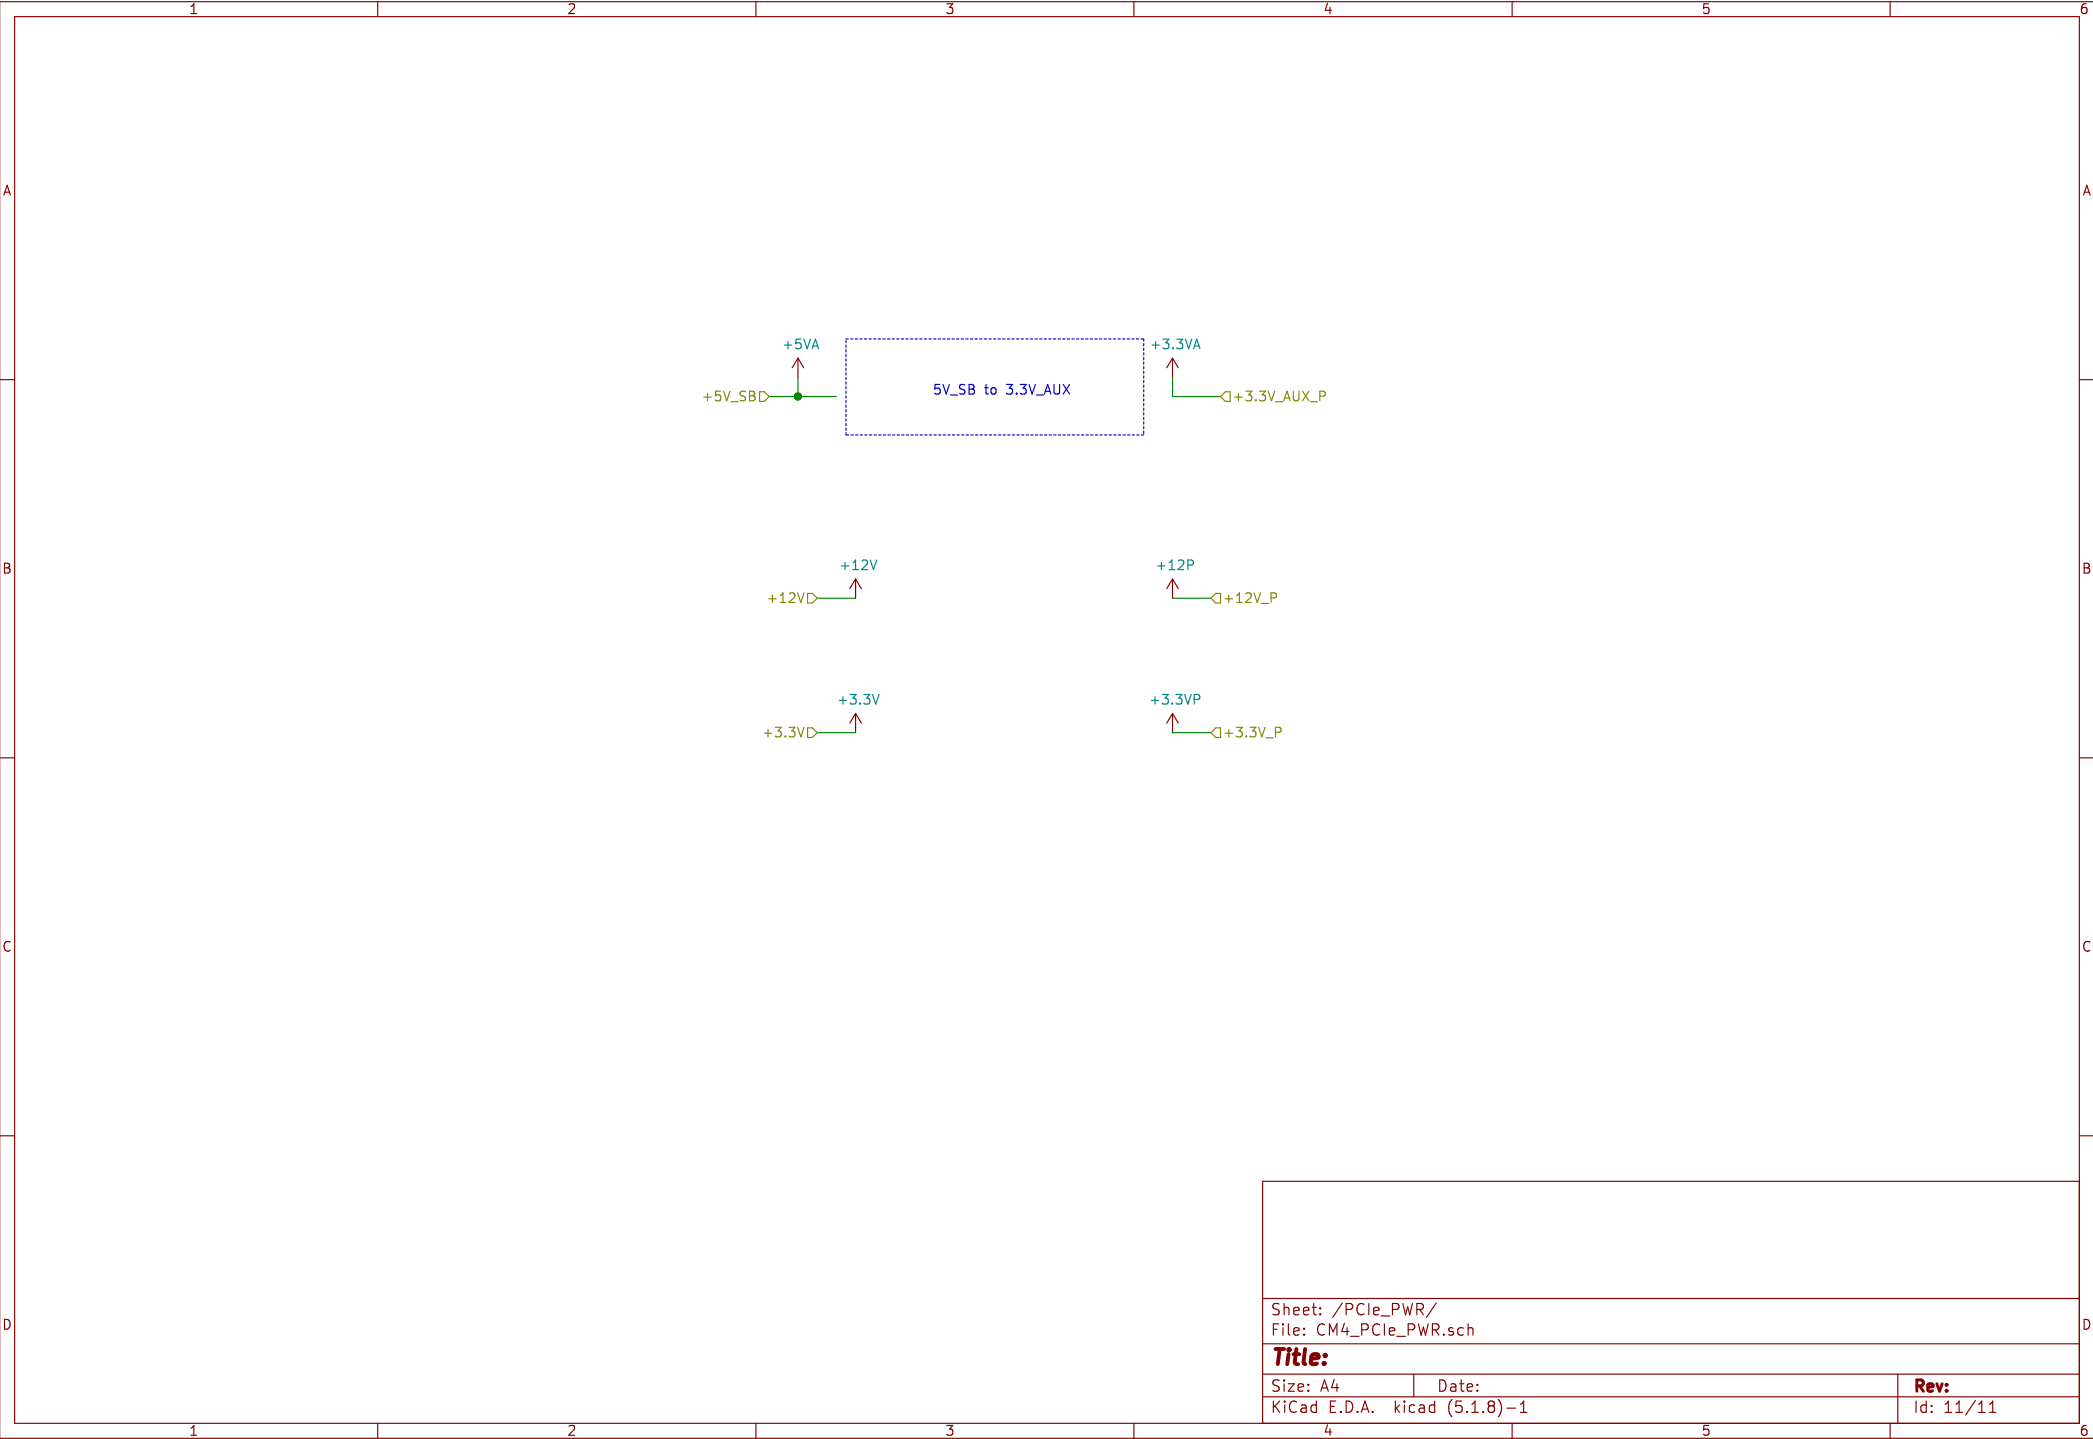 1 2 3 4 5 6
A A
+5VA +3.3VA
+5V_SB 5V_SB to 3.3V_AUX +3.3V_AUX_P
B B
+12V +12P
+12V +12V_P
+3.3V +3.3VP
+3.3V +3.3V_P
C C
Sheet: /PCIe_PWR/
D D
File: CM4_PCIe_PWR.sch
Title:
Size: A4 Date: Rev:
KiCad E.D.A. kicad (5.1.8)-1 Id: 11/11
1 2 3 4 5 6